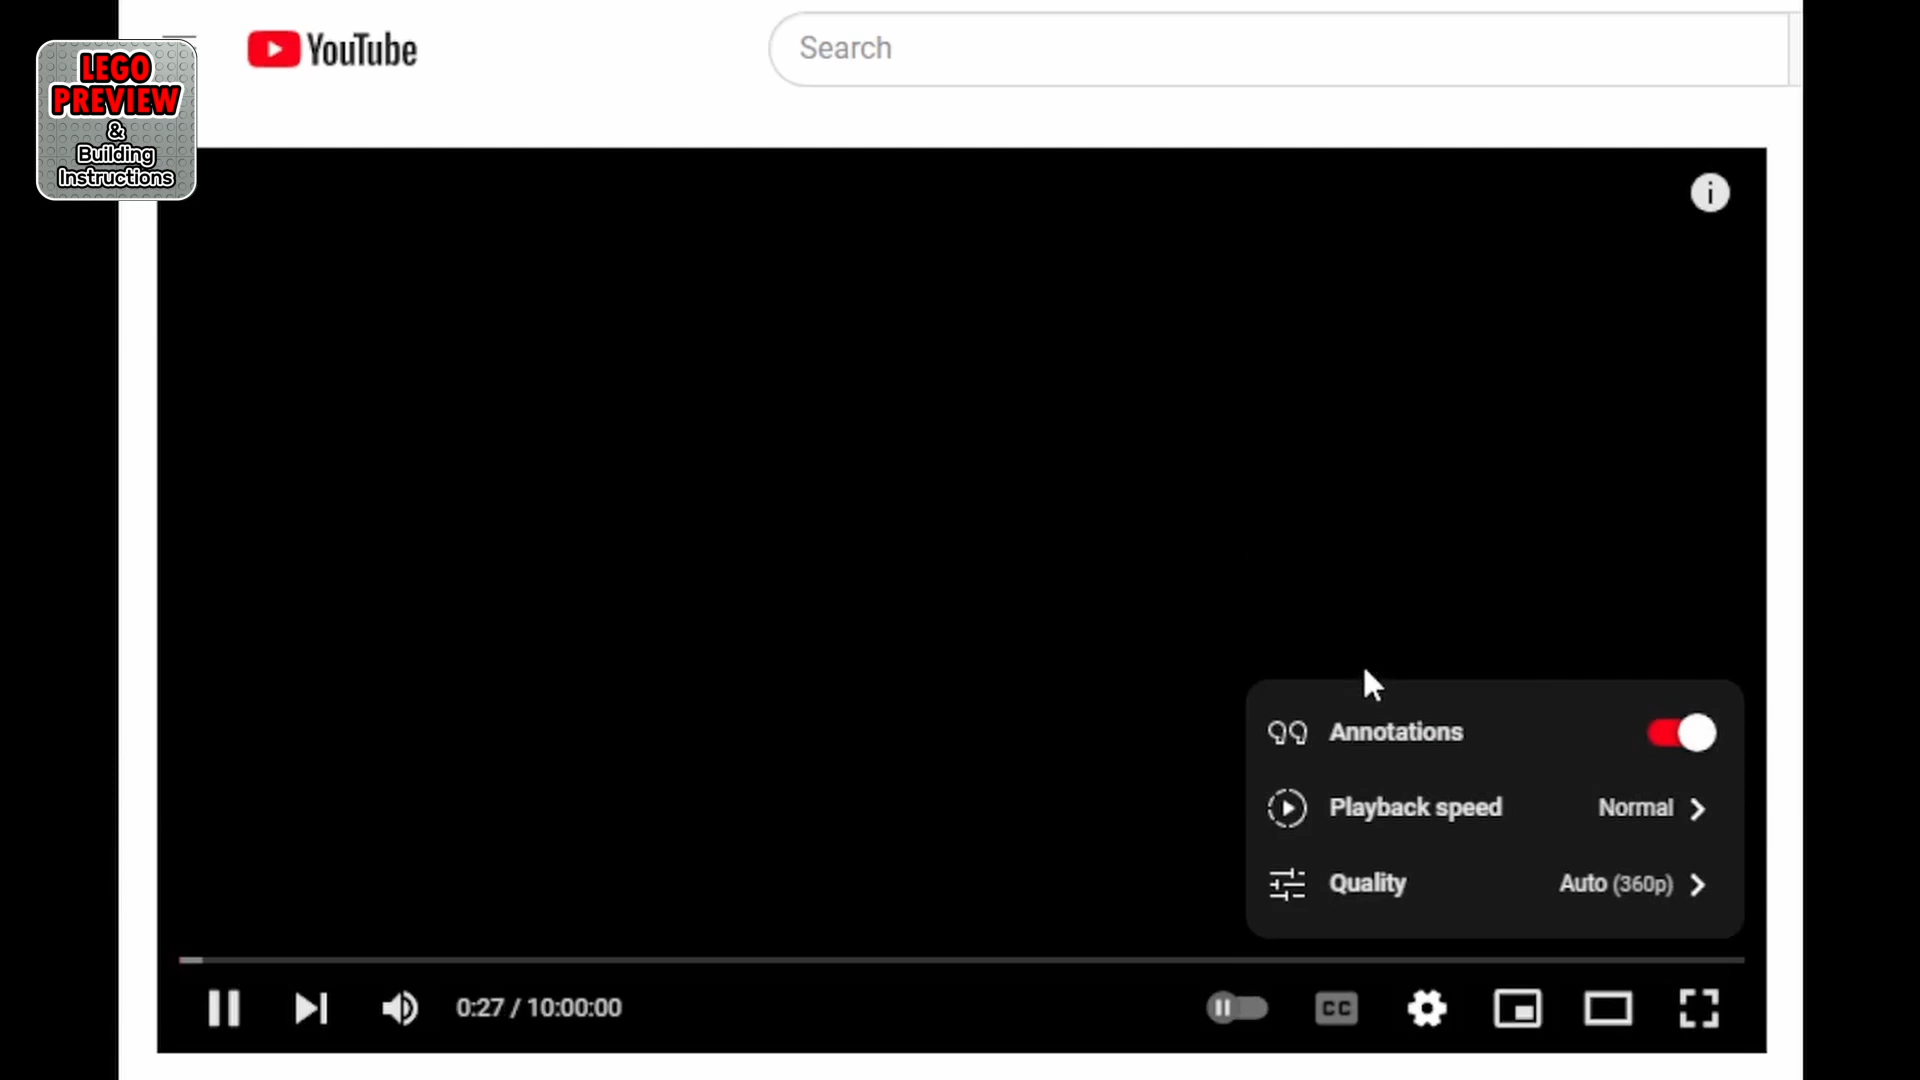 LEGO
PREVIEW
&
Building
Instructions
YouTube
Search
i
Annotations
Playback speed Normal
Quality Auto (360p)
0:27 / 10:00:00
CC